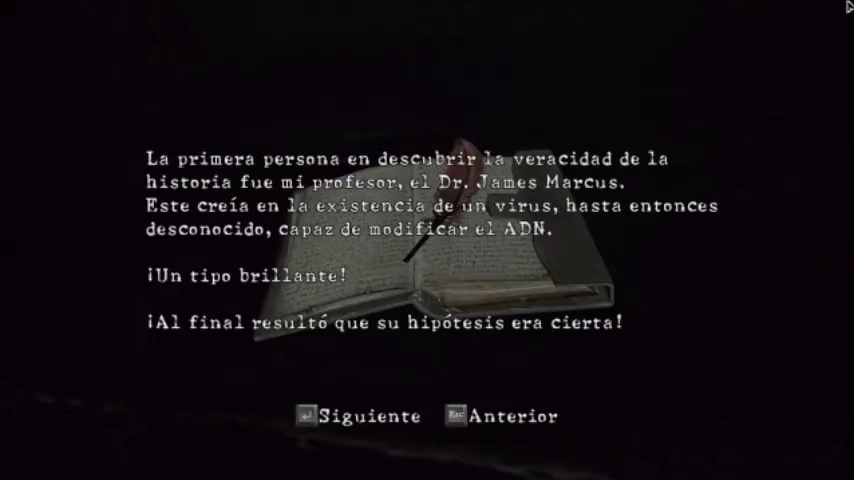 La primera persona en descubrir la veracidad de la
historia fue mi profesor, el Dr. James Marcus.
Este creía en la existencia de un virus, hasta entonces
desconocido, capaz de modificar el ADN.
¡Un tipo brillante!
¡Al final resultó que su hipótesis era cierta!
Siguiente Esc Anterior